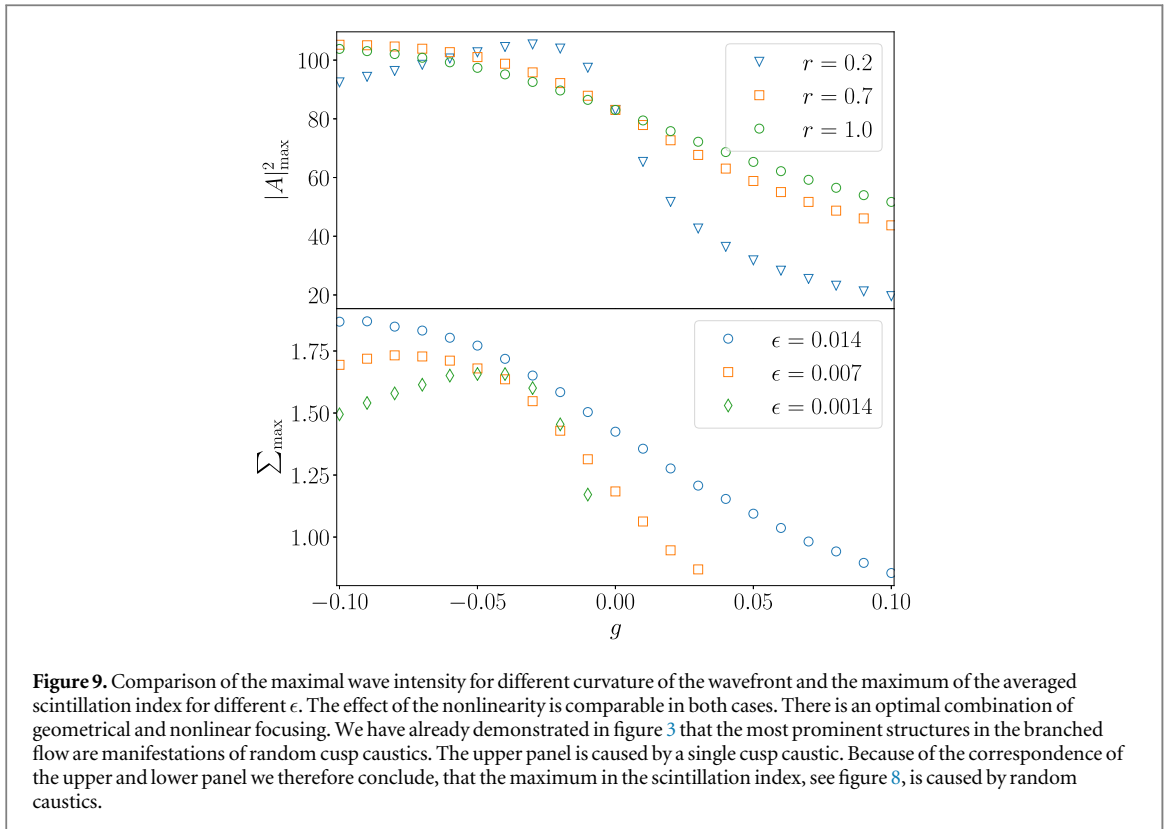 100
80
60
40
20
|A|²max
r = 0.2
r = 0.7
r = 1.0
1.75
1.50
1.25
1.00
∑max
ϵ = 0.014
ϵ = 0.007
ϵ = 0.0014
−0.10 −0.05 0.00 0.05 0.10
g
Figure 9. Comparison of the maximal wave intensity for different curvature of the wavefront and the maximum of the averaged
scintillation index for different ϵ. The effect of the nonlinearity is comparable in both cases. There is an optimal combination of
geometrical and nonlinear focusing. We have already demonstrated in figure 3 that the most prominent structures in the branched
flow are manifestations of random cusp caustics. The upper panel is caused by a single cusp caustic. Because of the correspondence of
the upper and lower panel we therefore conclude, that the maximum in the scintillation index, see figure 8, is caused by random
caustics.